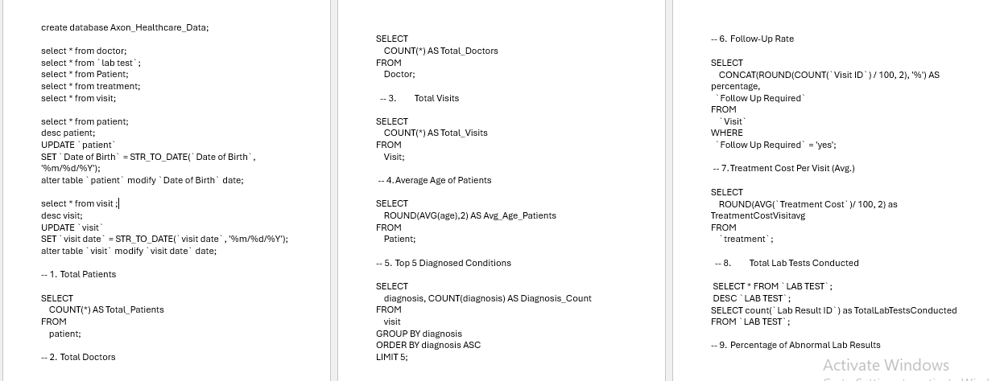 create database Axon_Healthcare_Data;
select * from doctor;
select * from `lab test`;
select * from Patient;
select * from treatment;
select * from visit;
select * from patient;
desc patient;
UPDATE `patient`
SET `Date of Birth` = STR_TO_DATE(`Date of Birth`,
'%m/%d/%Y');
alter table `patient` modify `Date of Birth` date;
select * from visit ;
desc visit;
UPDATE `visit`
SET `visit date` = STR_TO_DATE(`visit date`, '%m/%d/%Y');
alter table `visit` modify `visit date` date;
-- 1. Total Patients
SELECT
COUNT(*) AS Total_Patients
FROM
patient;
-- 2. Total Doctors
SELECT
COUNT(*) AS Total_Doctors
FROM
Doctor;
-- 3. Total Visits
SELECT
COUNT(*) AS Total_Visits
FROM
Visit;
-- 4. Average Age of Patients
SELECT
ROUND(AVG(age),2) AS Avg_Age_Patients
FROM
Patient;
-- 5. Top 5 Diagnosed Conditions
SELECT
diagnosis, COUNT(diagnosis) AS Diagnosis_Count
FROM
visit
GROUP BY diagnosis
ORDER BY diagnosis ASC
LIMIT 5;
-- 6. Follow-Up Rate
SELECT
CONCAT(ROUND(COUNT(`Visit ID`) / 100, 2), '%') AS
percentage,
`Follow Up Required`
FROM
`Visit`
WHERE
`Follow Up Required` = 'yes';
-- 7. Treatment Cost Per Visit (Avg.)
SELECT
ROUND(AVG(`Treatment Cost`)/ 100, 2) as
TreatmentCostVisitavg
FROM
`treatment`;
-- 8. Total Lab Tests Conducted
SELECT * FROM `LAB TEST`;
DESC `LAB TEST`;
SELECT count(`Lab Result ID`) as TotalLabTestsConducted
FROM `LAB TEST`;
-- 9. Percentage of Abnormal Lab Results
Activate Windows